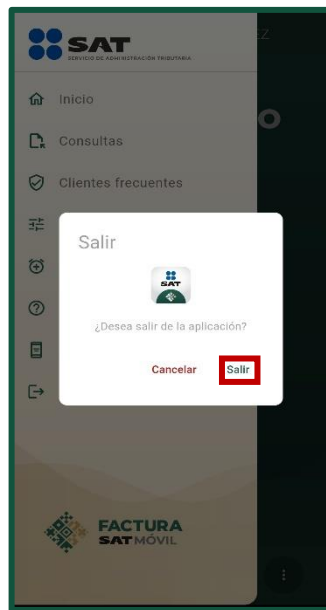 SAT
SERVICIO DE ADMINISTRACIÓN TRIBUTARIA
EZ
Inicio
O
Consultas
Clientes frecuentes
Salir
SAT
¿Desea salir de la aplicación?
Cancelar
Salir
FACTURA
SAT MÓVIL